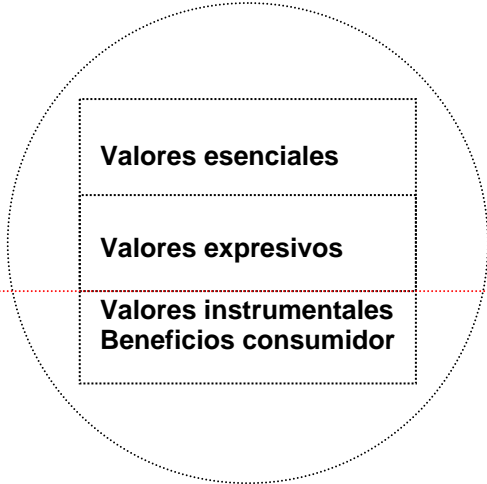 Valores esenciales
Valores expresivos
Valores instrumentales
Beneficios consumidor